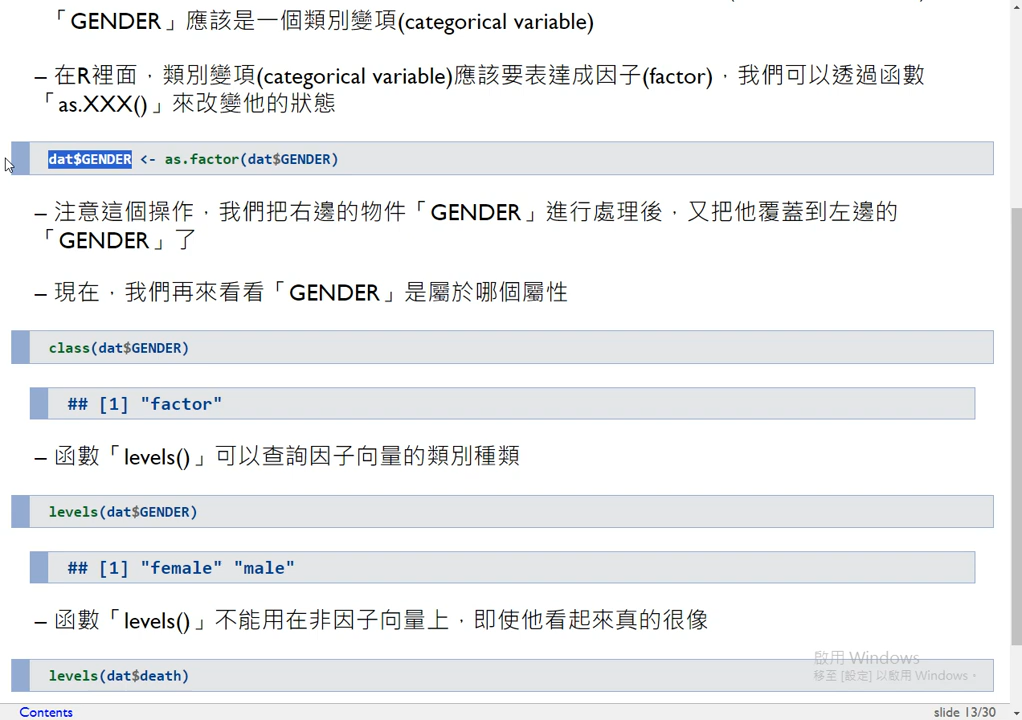 「GENDER」應該是一個類別變項(categorical variable)
– 在R裡面，類別變項(categorical variable)應該要表達成因子(factor)，我們可以透過函數
「as.XXX()」來改變他的狀態
dat$GENDER <- as.factor(dat$GENDER)
– 注意這個操作，我們把右邊的物件「GENDER」進行處理後，又把他覆蓋到左邊的
「GENDER」了
– 現在，我們再來看看「GENDER」是屬於哪個屬性
class(dat$GENDER)
## [1] "factor"
– 函數「levels()」可以查詢因子向量的類別種類
levels(dat$GENDER)
## [1] "female" "male"
– 函數「levels()」不能用在非因子向量上，即使他看起來真的很像
啟用 Windows
移至 [設定] 以啟用 Windows。
levels(dat$death)
Contents
slide 13/30